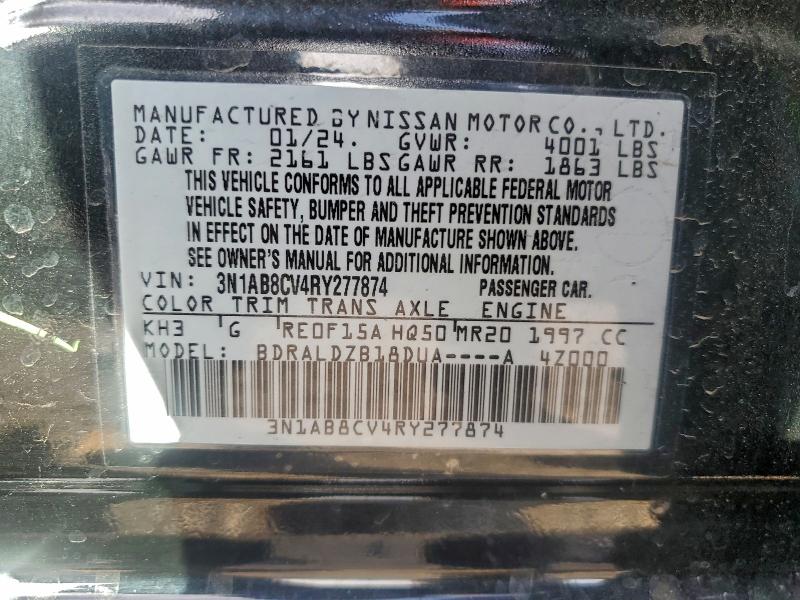 MANUFACTURED BY NISSAN MOTOR CO., LTD.
DATE: 01/24. GVWR: 4001 LBS
GAWR FR: 2161 LBS GAWR RR: 1863 LBS
THIS VEHICLE CONFORMS TO ALL APPLICABLE FEDERAL MOTOR
VEHICLE SAFETY, BUMPER AND THEFT PREVENTION STANDARDS
IN EFFECT ON THE DATE OF MANUFACTURE SHOWN ABOVE.
SEE OWNER'S MANUAL FOR ADDITIONAL INFORMATION.
VIN: 3N1AB8CV4RY277874 PASSENGER CAR.
COLOR TRIM TRANS AXLE ENGINE
KH3 G RE0F15A HQ50 MR20 1997 CC
MODEL: BDRALDZB18DUA----A 4Z000
3N1AB8CV4RY277874